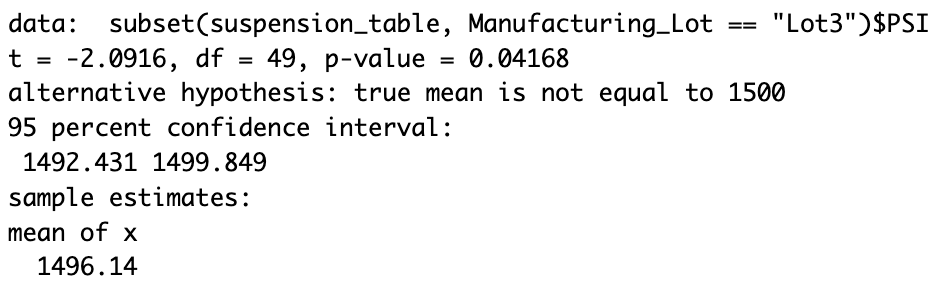 data:  subset(suspension_table, Manufacturing_Lot == "Lot3")$PSI
t = -2.0916, df = 49, p-value = 0.04168
alternative hypothesis: true mean is not equal to 1500
95 percent confidence interval:
 1492.431 1499.849
sample estimates:
mean of x
  1496.14